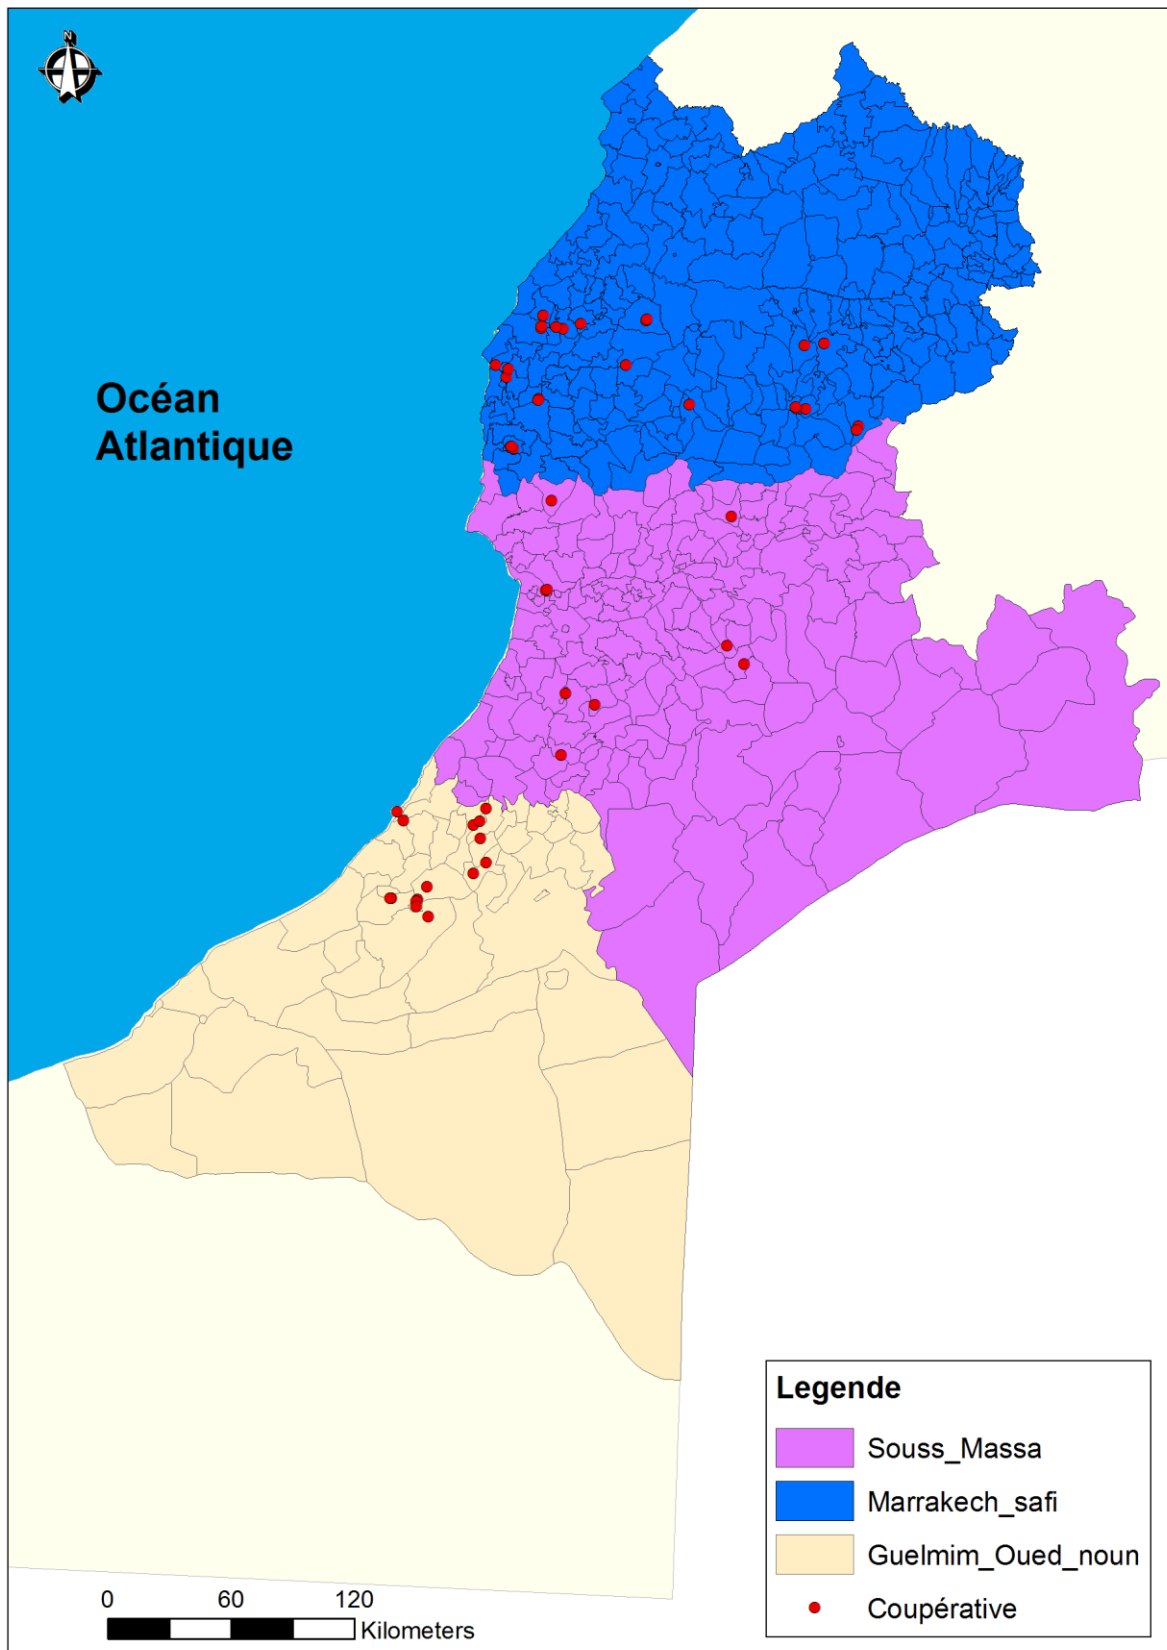 N
Océan
Atlantique
Legende
Souss_Massa
Marrakech_safi
Guelmim_Oued_noun
Coupérative
0 60 120
Kilometers